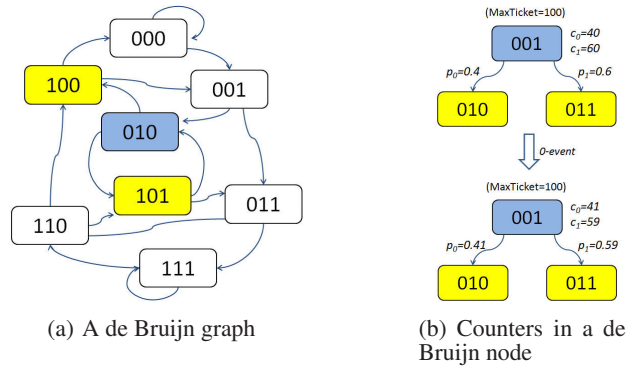 000
100
001
010
101
110
011
111
(a) A de Bruijn graph
(MaxTicket=100)
001
c₀=40
c₁=60
p₀=0.4
p₁=0.6
010
011
0-event
(MaxTicket=100)
001
c₀=41
c₁=59
p₀=0.41
p₁=0.59
010
011
(b) Counters in a de
Bruijn node